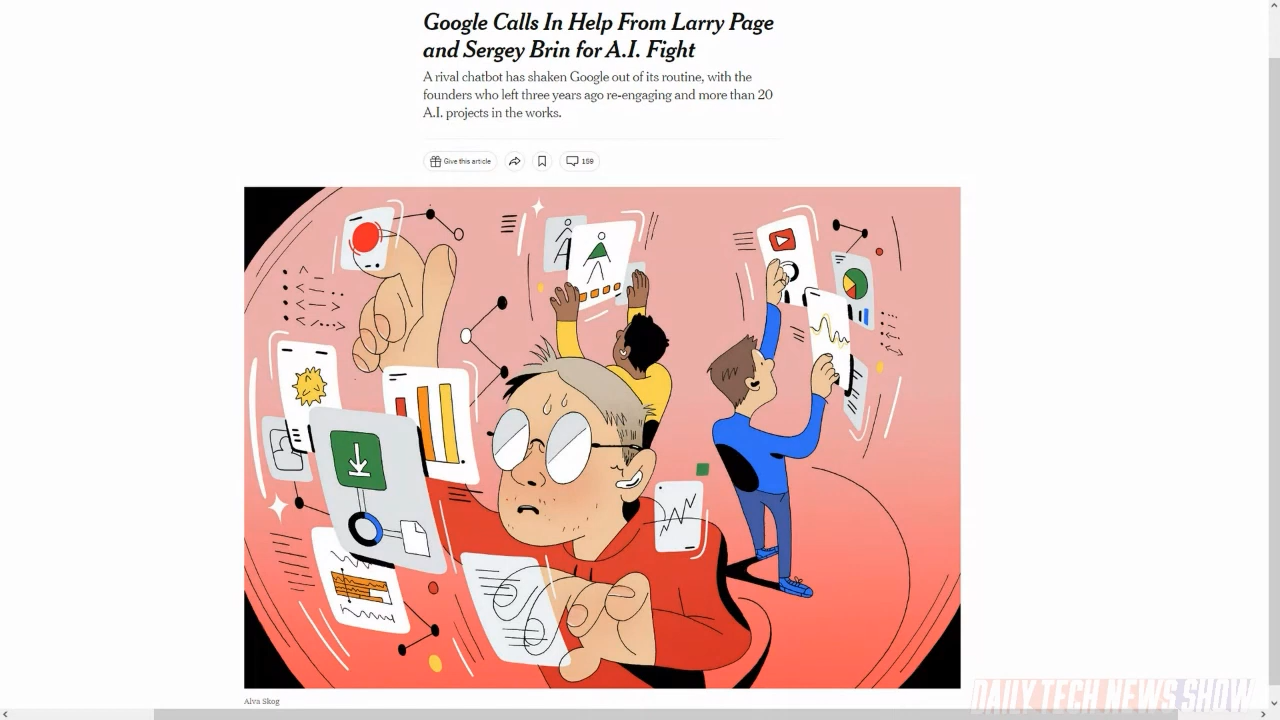 Google Calls In Help From Larry Page
and Sergey Brin for A.I. Fight
A rival chatbot has shaken Google out of its routine, with the
founders who left three years ago re-engaging and more than 20
A.I. projects in the works.
Give this article
159
Alva Skog
DAILY TECH NEWS SHOW